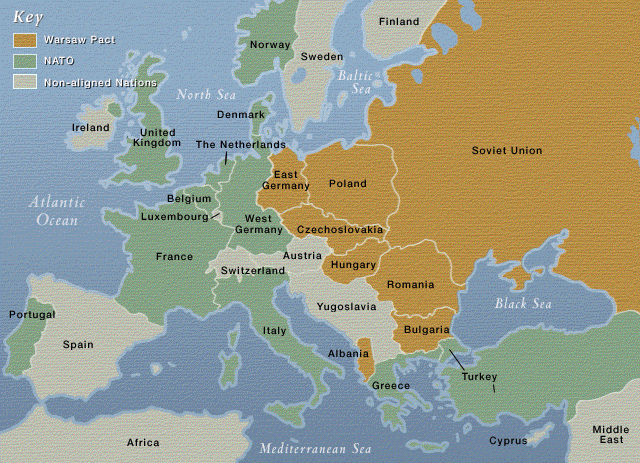 Key
Warsaw Pact
NATO
Non-aligned Nations
Finland
Norway
Sweden
Baltic
Sea
North Sea
Denmark
Ireland
United
Kingdom
The Netherlands
Soviet Union
East
Germany
Poland
Atlantic
Ocean
Belgium
Luxembourg
West
Germany
Czechoslovakia
France
Austria
Switzerland
Hungary
Romania
Portugal
Spain
Yugoslavia
Black Sea
Italy
Bulgaria
Albania
Greece
Turkey
Africa
Mediterranean Sea
Cyprus
Middle
East